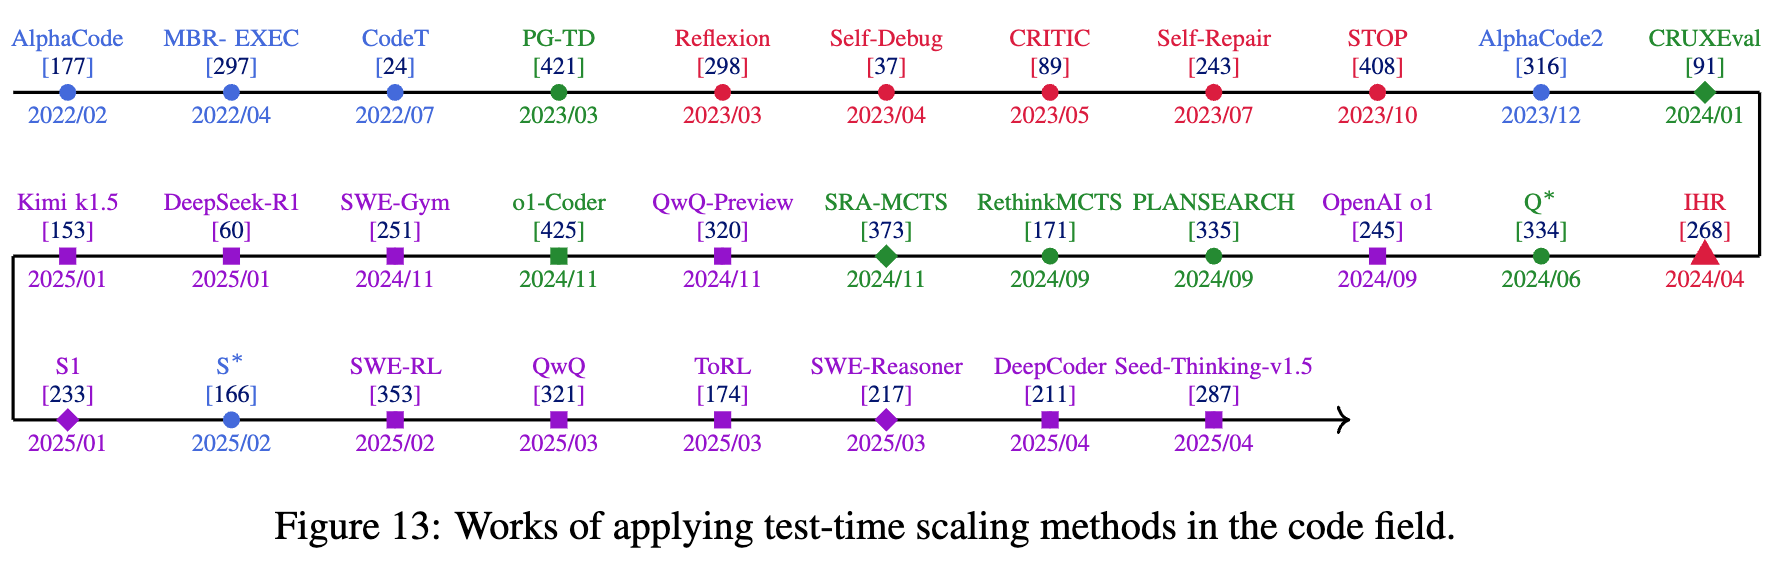 AlphaCode MBR- EXEC CodeT PG-TD Reflexion Self-Debug CRITIC Self-Repair STOP AlphaCode2 CRUXEval
[177] [297] [24] [421] [298] [37] [89] [243] [408] [316] [91]
2022/02 2022/04 2022/07 2023/03 2023/03 2023/04 2023/05 2023/07 2023/10 2023/12 2024/01
Kimi k1.5 DeepSeek-R1 SWE-Gym o1-Coder QwQ-Preview SRA-MCTS RethinkMCTS PLANSEARCH OpenAI o1 Q* IHR
[153] [60] [251] [425] [320] [373] [171] [335] [245] [334] [268]
2025/01 2025/01 2024/11 2024/11 2024/11 2024/11 2024/09 2024/09 2024/09 2024/06 2024/04
S1 S* SWE-RL QwQ ToRL SWE-Reasoner DeepCoder Seed-Thinking-v1.5
[233] [166] [353] [321] [174] [217] [211] [287]
2025/01 2025/02 2025/02 2025/03 2025/03 2025/03 2025/04 2025/04
Figure 13: Works of applying test-time scaling methods in the code field.